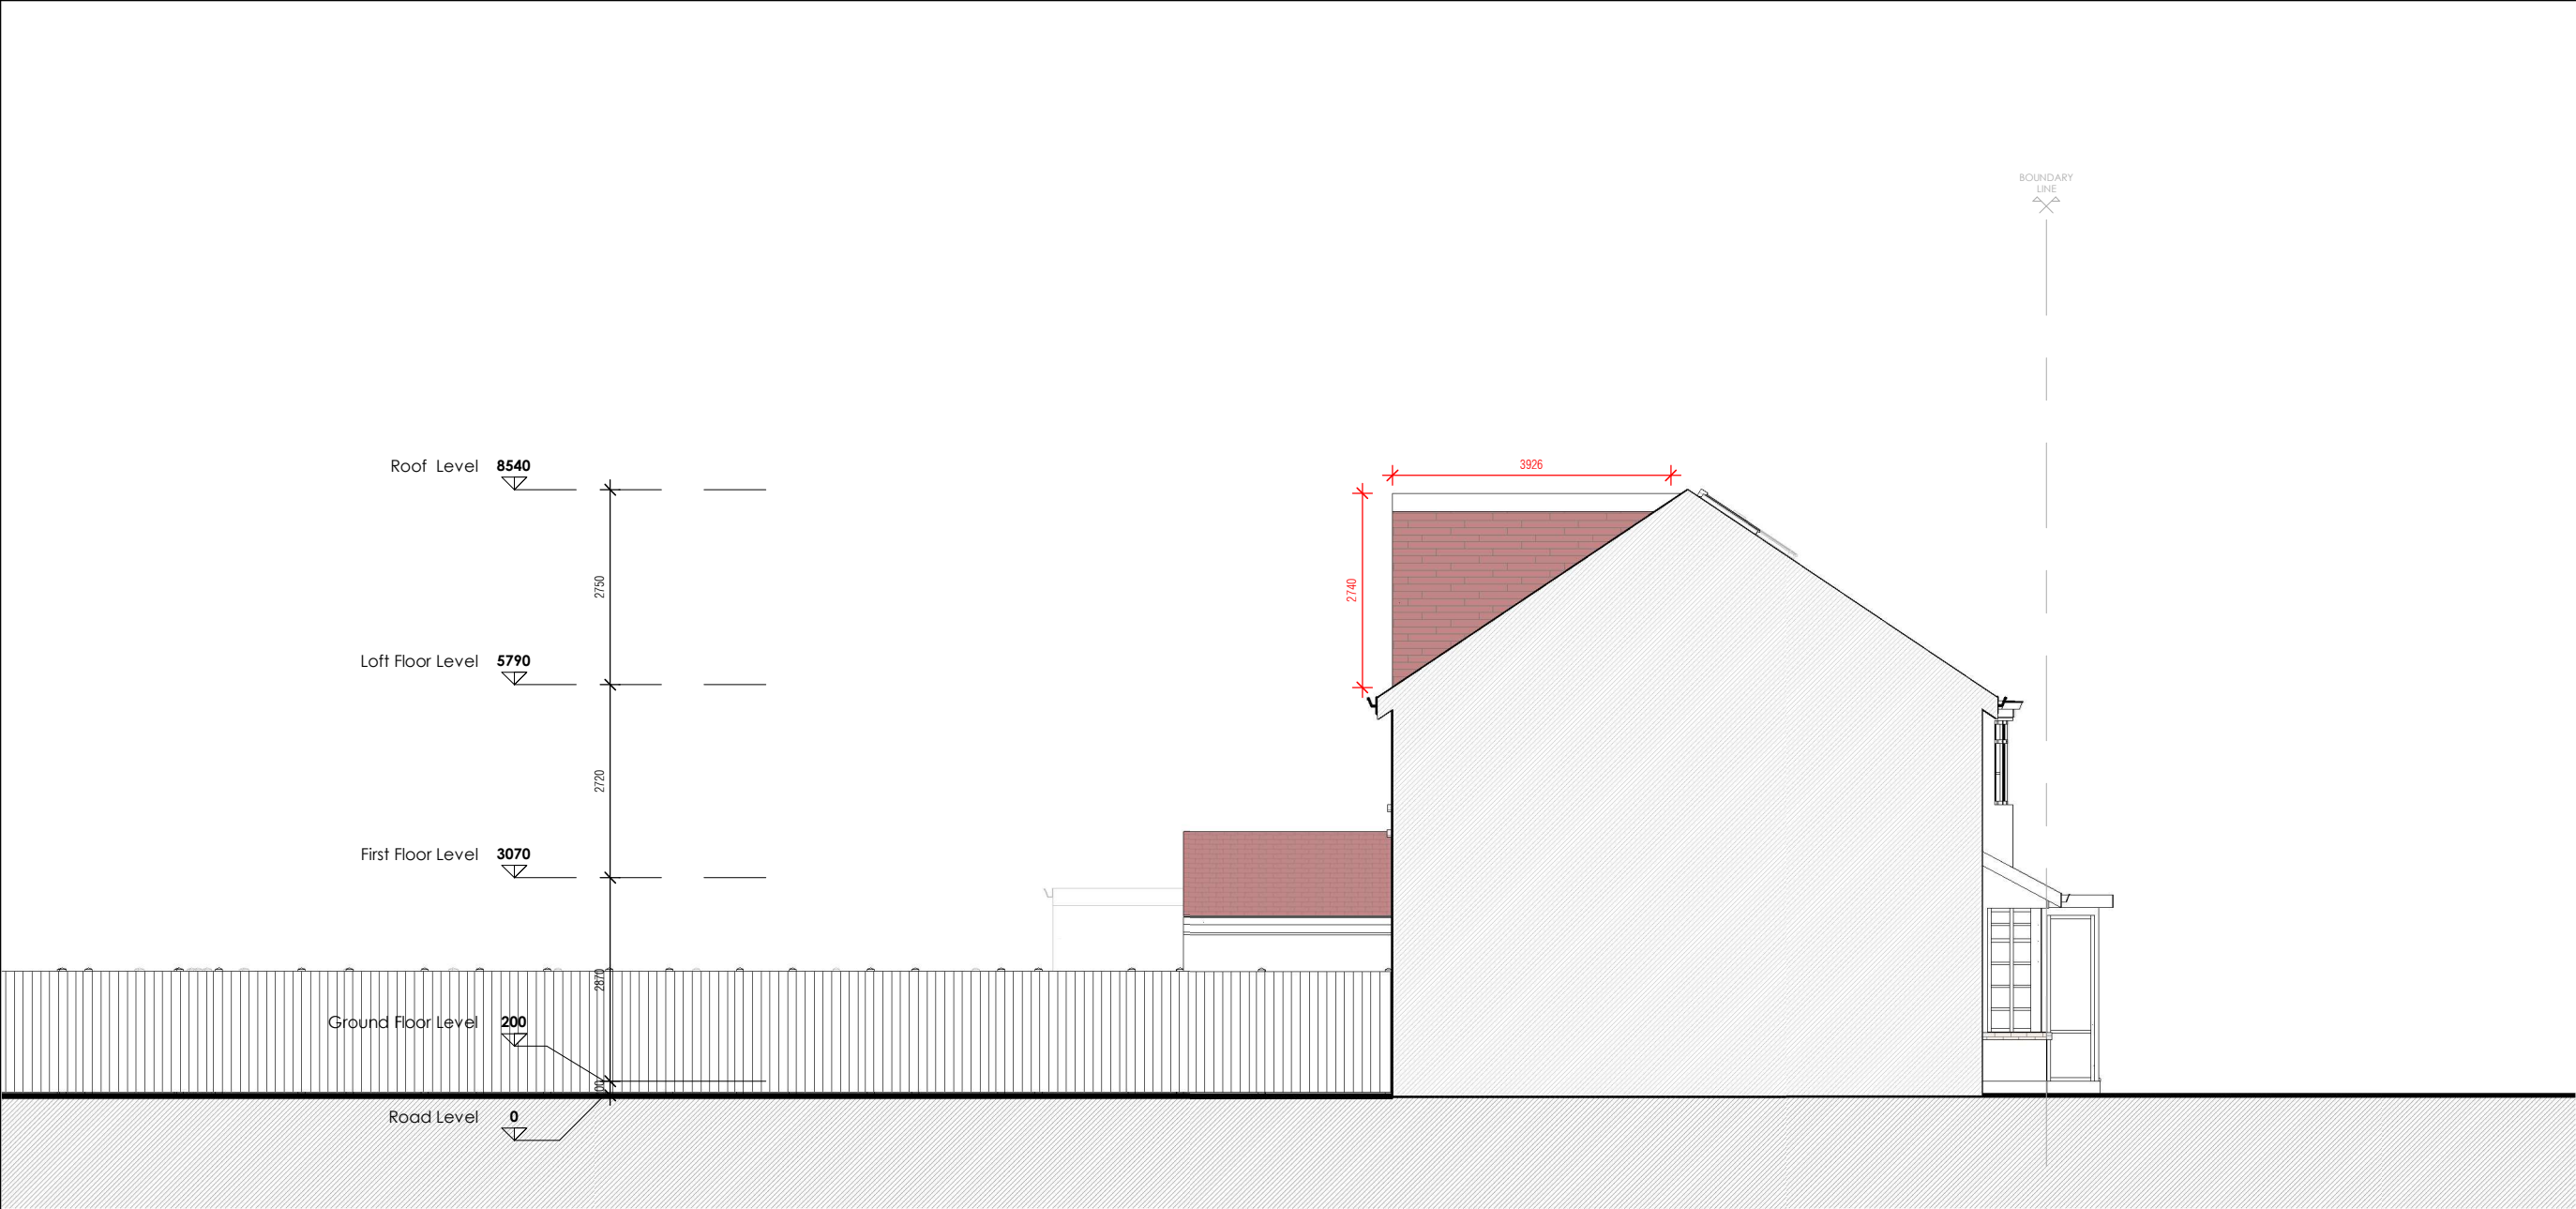 BOUNDARY
LINE
Roof Level 8540
3926
2750
2740
Loft Floor Level 5790
2720
First Floor Level 3070
2870
Ground Floor Level 200
Road Level 0